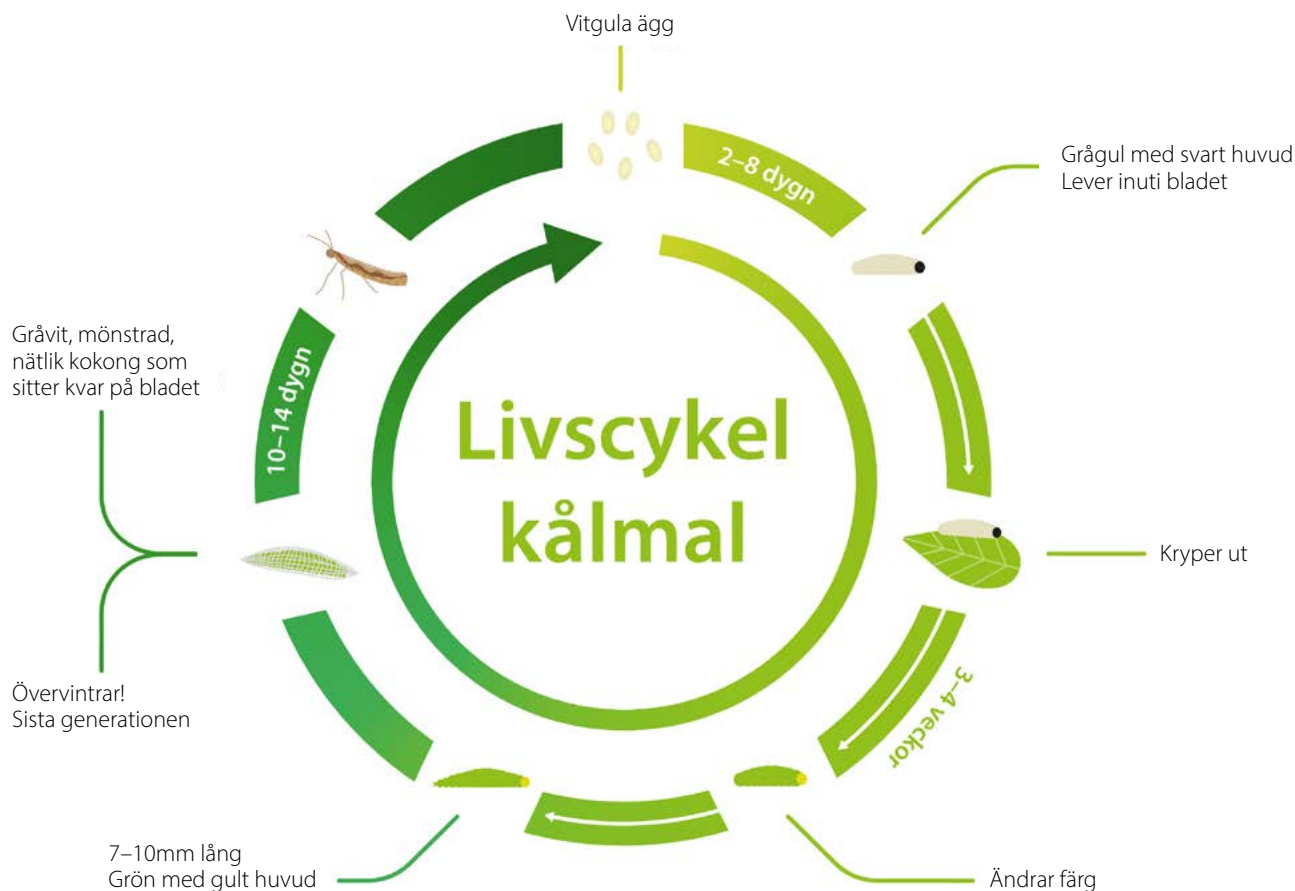 Vitgula ägg
2–8 dygn
Grågul med svart huvud
Lever inuti bladet
Kryper ut
3–4 veckor
Ändrar färg
7–10mm lång
Grön med gult huvud
Gråvit, mönstrad,
nätlik kokong som
sitter kvar på bladet
Övervintrar!
Sista generationen
10–14 dygn
Livscykel
kålmal